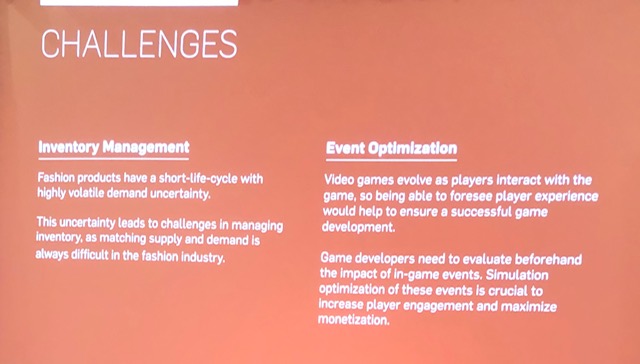 CHALLENGES
Inventory Management
Fashion products have a short-life-cycle with
highly volatile demand uncertainty.
This uncertainty leads to challenges in managing
inventory, as matching supply and demand is
always difficult in the fashion industry.
Event Optimization
Video games evolve as players interact with the
game, so being able to foresee player experience
would help to ensure a successful game
development.
Game developers need to evaluate beforehand
the impact of in-game events. Simulation
optimization of these events is crucial to
increase player engagement and maximize
monetization.